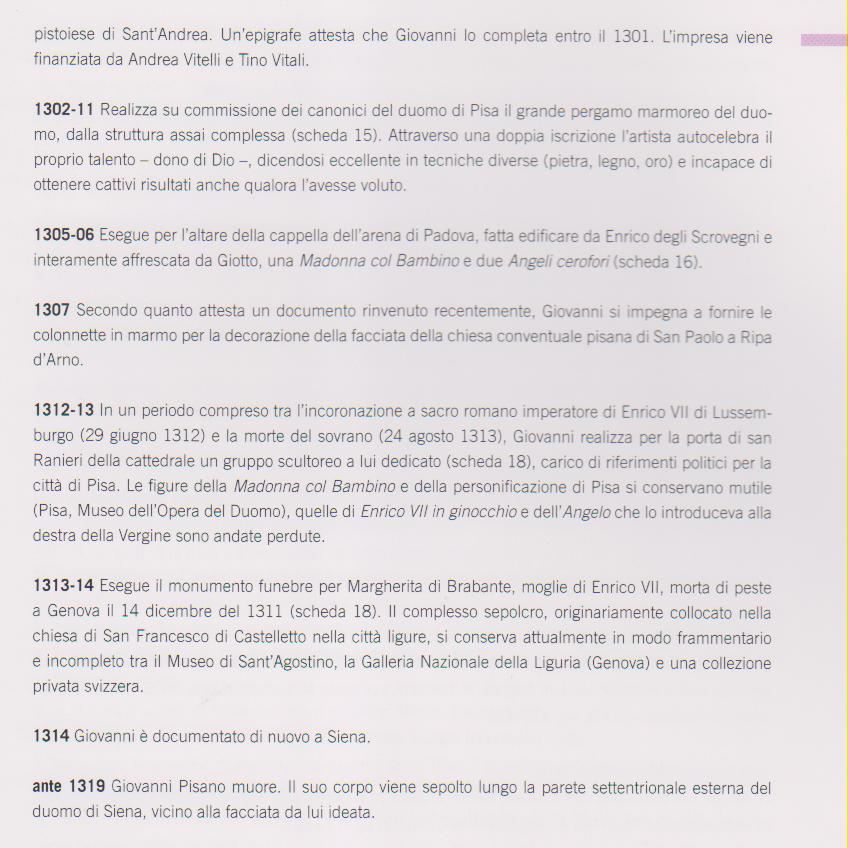 pistoiese di Sant'Andrea. Un'epigrafe attesta che Giovanni lo completa entro il 1301. L'impresa viene
finanziata da Andrea Vitelli e Tino Vitali.
1302-11 Realizza su commissione dei canonici del duomo di Pisa il grande pergamo marmoreo del duo-
mo, dalla struttura assai complessa (scheda 15). Attraverso una doppia iscrizione l'artista autocelebra il
proprio talento – dono di Dio –, dicendosi eccellente in tecniche diverse (pietra, legno, oro) e incapace di
ottenere cattivi risultati anche qualora l'avesse voluto.
1305-06 Esegue per l'altare della cappella dell'arena di Padova, fatta edificare da Enrico degli Scrovegni e
interamente affrescata da Giotto, una Madonna col Bambino e due Angeli cerofori (scheda 16).
1307 Secondo quanto attesta un documento rinvenuto recentemente, Giovanni si impegna a fornire le
colonnette in marmo per la decorazione della facciata della chiesa conventuale pisana di San Paolo a Ripa
d'Arno.
1312-13 In un periodo compreso tra l'incoronazione a sacro romano imperatore di Enrico VII di Lussem-
burgo (29 giugno 1312) e la morte del sovrano (24 agosto 1313), Giovanni realizza per la porta di san
Ranieri della cattedrale un gruppo scultoreo a lui dedicato (scheda 18), carico di riferimenti politici per la
città di Pisa. Le figure della Madonna col Bambino e della personificazione di Pisa si conservano mutile
(Pisa, Museo dell'Opera del Duomo), quelle di Enrico VII in ginocchio e dell'Angelo che lo introduceva alla
destra della Vergine sono andate perdute.
1313-14 Esegue il monumento funebre per Margherita di Brabante, moglie di Enrico VII, morta di peste
a Genova il 14 dicembre del 1311 (scheda 18). Il complesso sepolcro, originariamente collocato nella
chiesa di San Francesco di Castelletto nella città ligure, si conserva attualmente in modo frammentario
e incompleto tra il Museo di Sant'Agostino, la Galleria Nazionale della Liguria (Genova) e una collezione
privata svizzera.
1314 Giovanni è documentato di nuovo a Siena.
ante 1319 Giovanni Pisano muore. Il suo corpo viene sepolto lungo la parete settentrionale esterna del
duomo di Siena, vicino alla facciata da lui ideata.